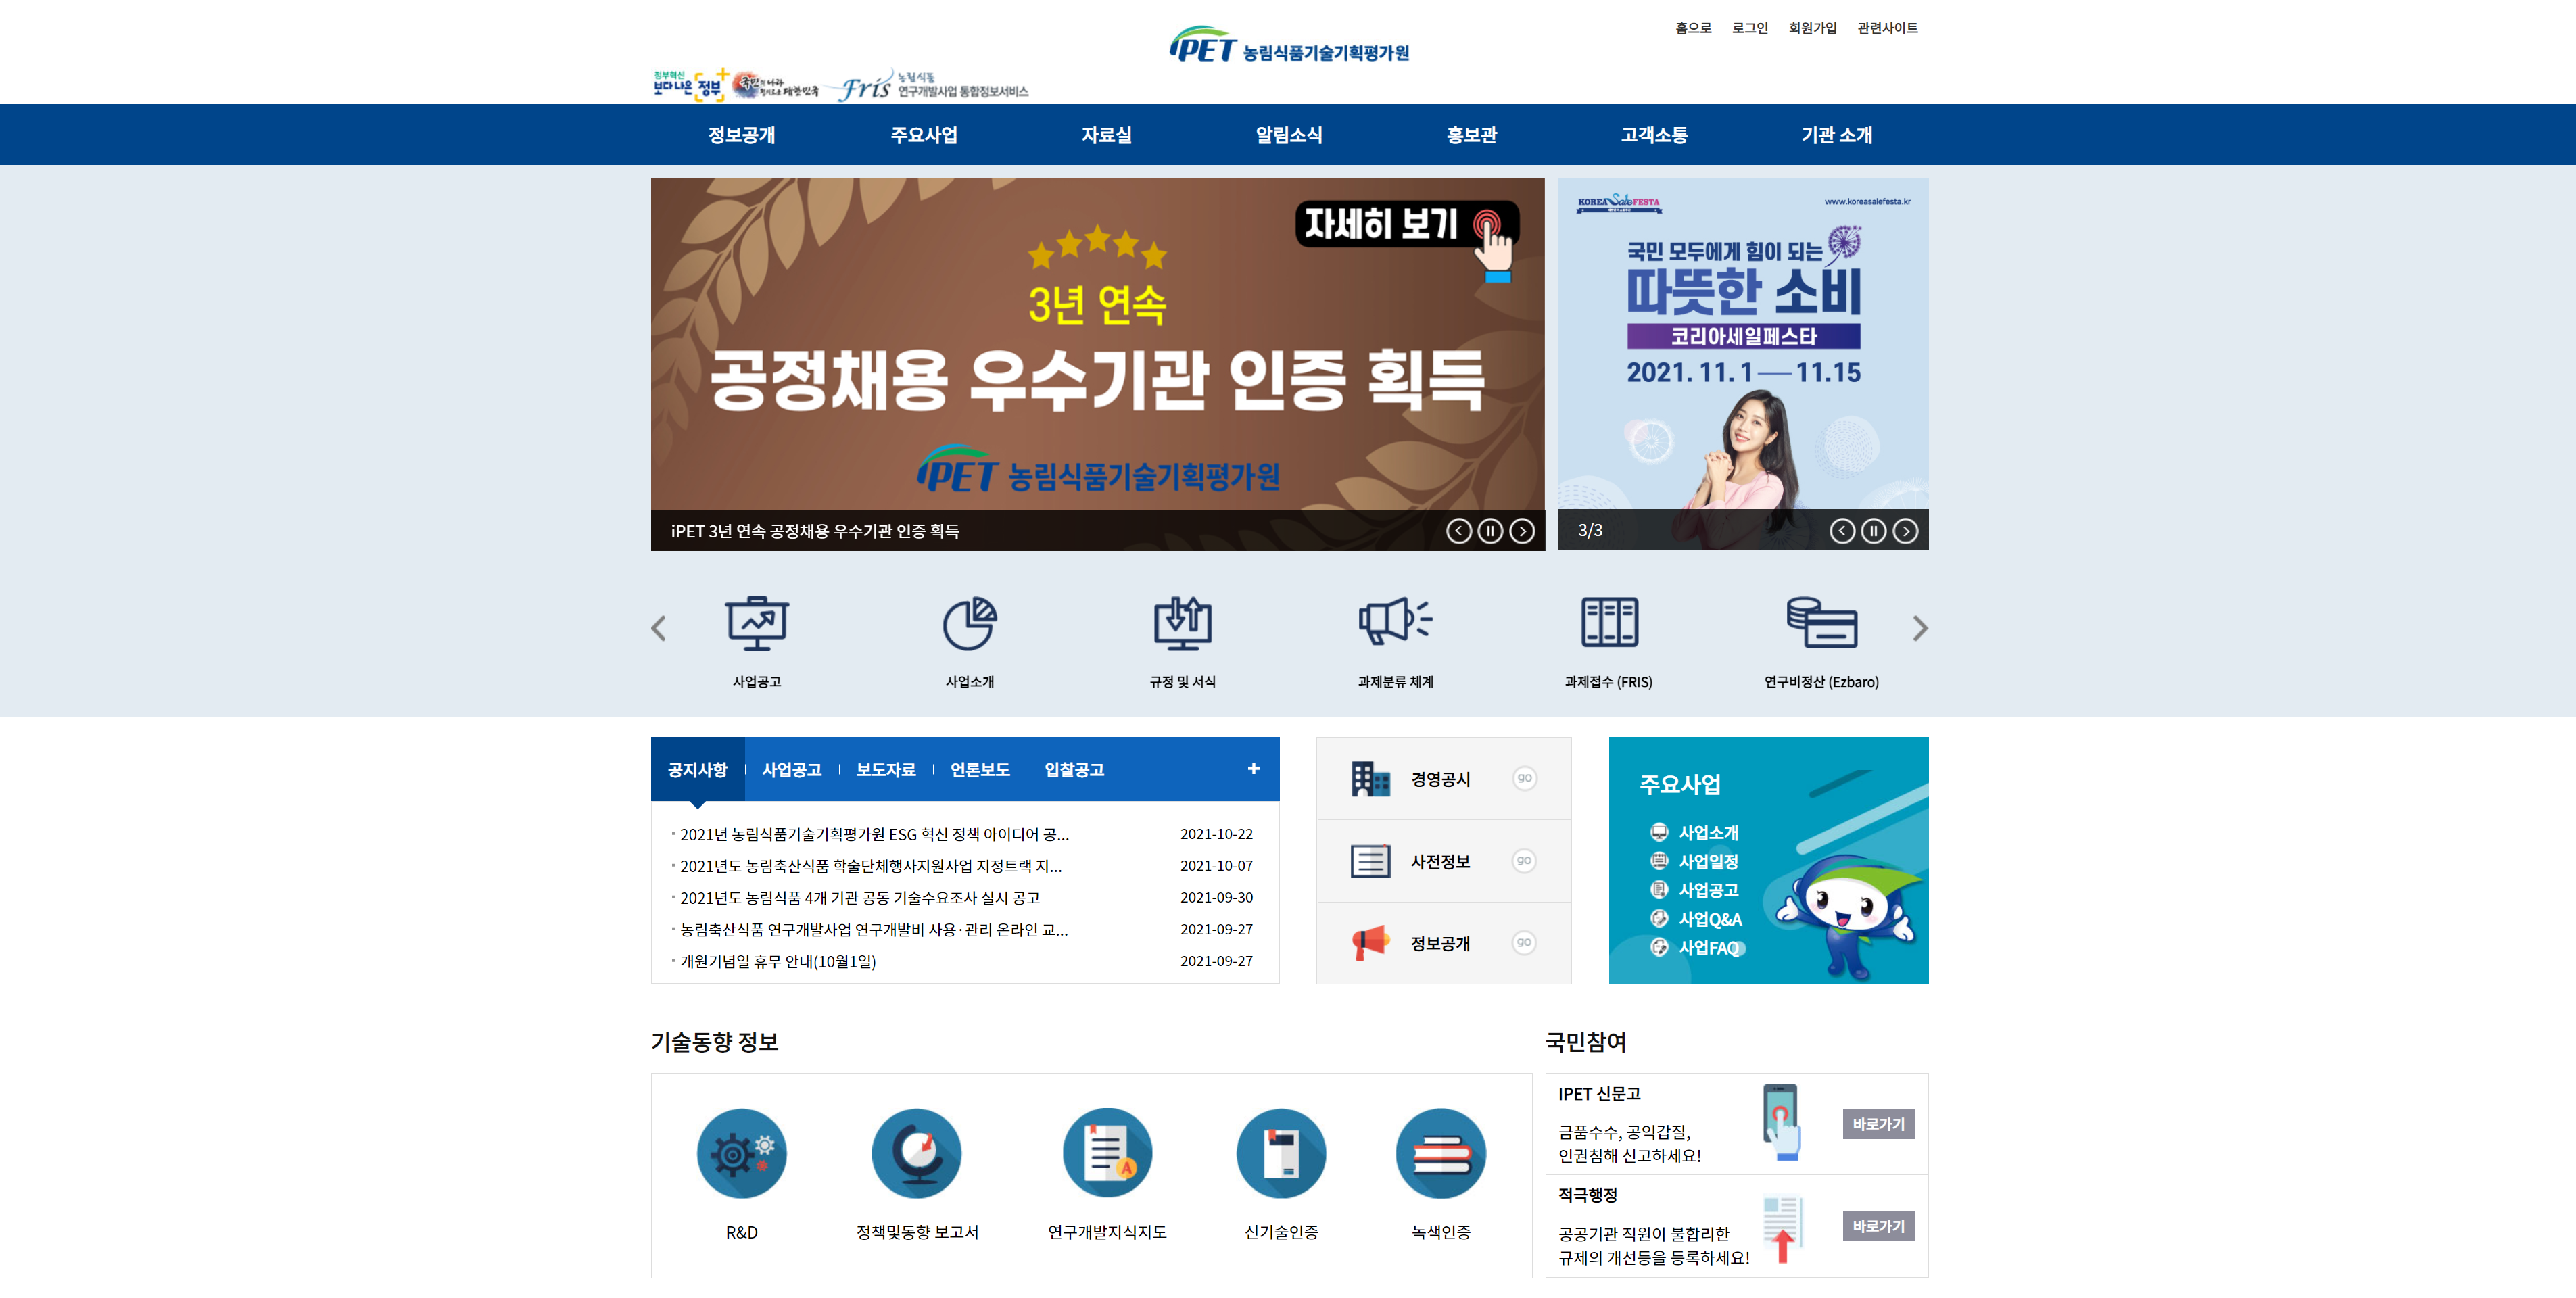 홈으로 로그인 회원가입 관련사이트
iPET 농림식품기술기획평가원
정부혁신
보다나은 정부
국민의 나라
정의로운 대한민국
Fris 농림식품
연구개발사업 통합정보서비스
정보공개 주요사업 자료실 알림소식 홍보관 고객소통 기관 소개
자세히 보기
3년 연속
공정채용 우수기관 인증 획득
iPET 농림식품기술기획평가원
iPET 3년 연속 공정채용 우수기관 인증 획득
KOREA Sale FESTA
www.koreasalefesta.kr
국민 모두에게 힘이 되는
따뜻한 소비
코리아세일페스타
2021. 11. 1 — 11.15
3/3
사업공고 사업소개 규정 및 서식 과제분류 체계 과제접수 (FRIS) 연구비정산 (Ezbaro)
공지사항 사업공고 보도자료 언론보도 입찰공고 +
2021년 농림식품기술기획평가원 ESG 혁신 정책 아이디어 공... 2021-10-22
2021년도 농림축산식품 학술단체행사지원사업 지정트랙 지... 2021-10-07
2021년도 농림식품 4개 기관 공동 기술수요조사 실시 공고 2021-09-30
농림축산식품 연구개발사업 연구개발비 사용·관리 온라인 교... 2021-09-27
개원기념일 휴무 안내(10월1일) 2021-09-27
경영공시 go
사전정보 go
정보공개 go
주요사업
사업소개
사업일정
사업공고
사업Q&A
사업FAQ
기술동향 정보
R&D 정책및동향 보고서 연구개발지식지도 신기술인증 녹색인증
국민참여
IPET 신문고
금품수수, 공익갑질,
인권침해 신고하세요!
바로가기
적극행정
공공기관 직원이 불합리한
규제의 개선등을 등록하세요!
바로가기